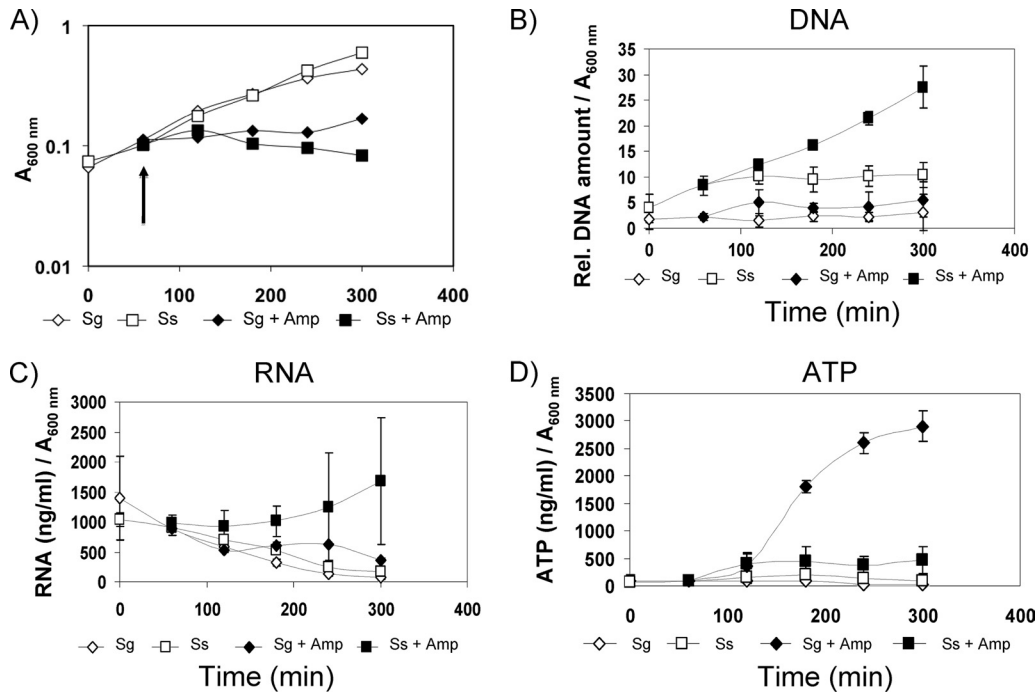 A)
1
0.1
0.01
A600 nm
0 100 200 300 400
Sg Ss Sg + Amp Ss + Amp
B) DNA
35
30
25
20
15
10
5
0
Rel. DNA amount / A600 nm
0 100 200 300 400
Sg Ss Sg + Amp Ss + Amp
Time (min)
C) RNA
3000
2500
2000
1500
1000
500
0
RNA (ng/ml) / A600 nm
0 100 200 300 400
Sg Ss Sg + Amp Ss + Amp
Time (min)
D) ATP
3500
3000
2500
2000
1500
1000
500
0
ATP (ng/ml) / A600 nm
0 100 200 300 400
Sg Ss Sg + Amp Ss + Amp
Time (min)